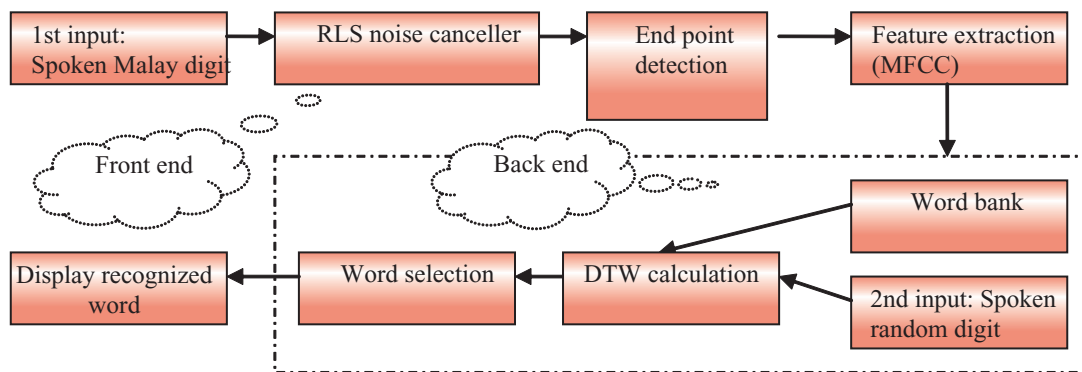 1st input:
Spoken Malay digit
RLS noise canceller
End point
detection
Feature extraction
(MFCC)
Front end
Back end
Word bank
Display recognized
word
Word selection
DTW calculation
2nd input: Spoken
random digit